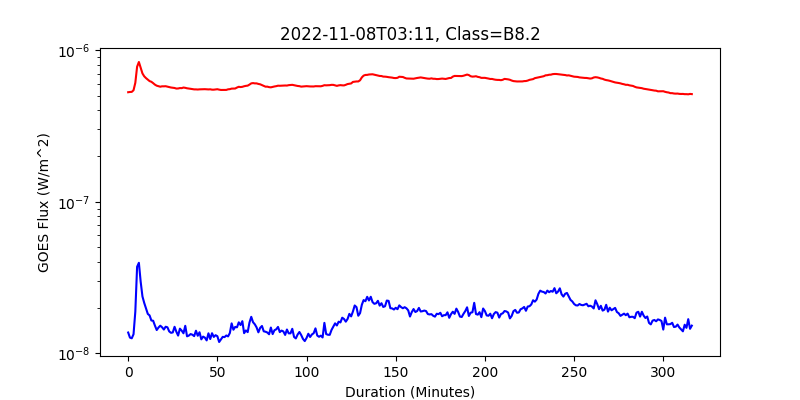 2022-11-08T03:11, Class=B8.2
GOES Flux (W/m^2)
10⁻⁶
10⁻⁷
10⁻⁸
0 50 100 150 200 250 300
Duration (Minutes)